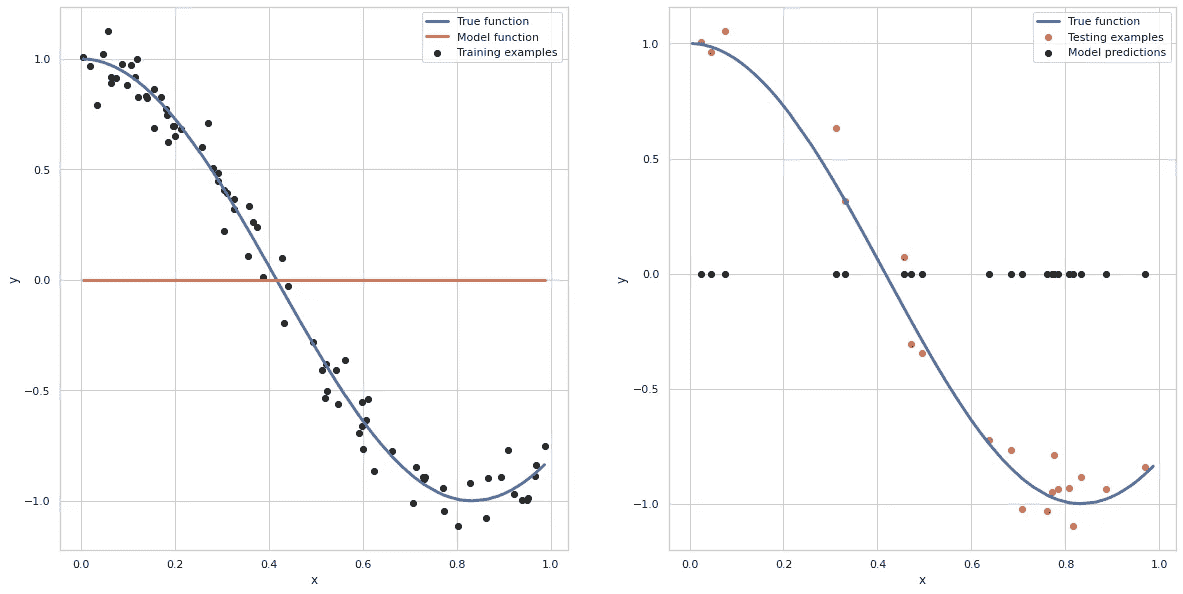 True function
Model function
Training examples
1.0
0.5
0.0
−0.5
−1.0
y
0.0 0.2 0.4 0.6 0.8 1.0
x
True function
Testing examples
Model predictions
1.0
0.5
0.0
−0.5
−1.0
y
0.0 0.2 0.4 0.6 0.8 1.0
x